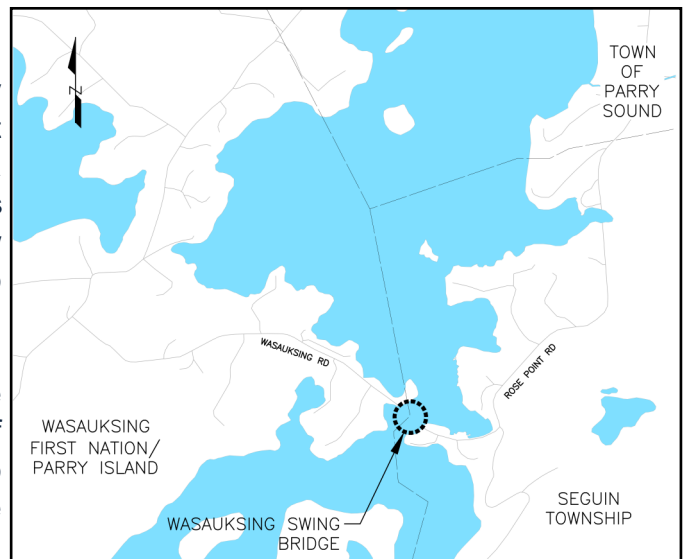 TOWN
OF
PARRY
SOUND
N
WASAUKSING RD
ROSE POINT RD
WASAUKSING
FIRST NATION/
PARRY ISLAND
WASAUKSING SWING
BRIDGE
SEGUIN
TOWNSHIP